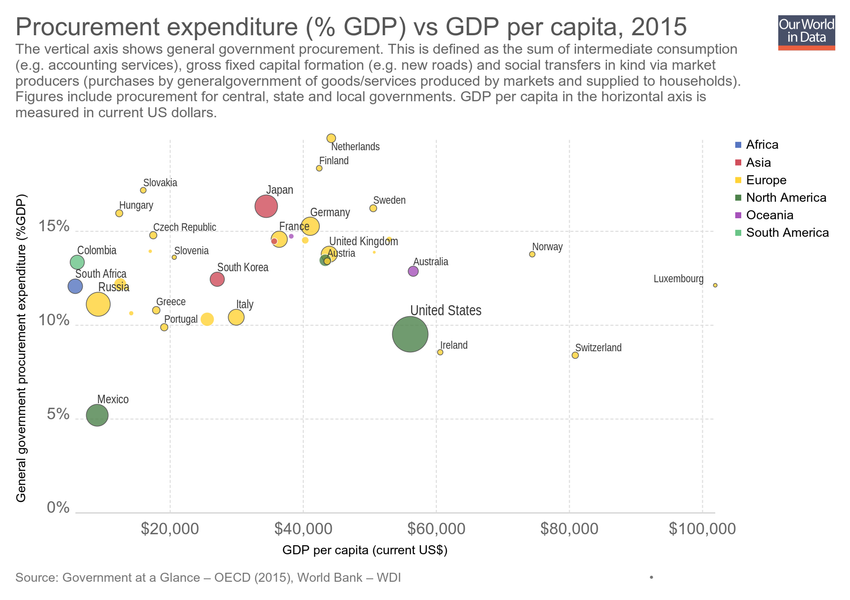 Procurement expenditure (% GDP) vs GDP per capita, 2015
Our World
in Data
The vertical axis shows general government procurement. This is defined as the sum of intermediate consumption
(e.g. accounting services), gross fixed capital formation (e.g. new roads) and social transfers in kind via market
producers (purchases by generalgovernment of goods/services produced by markets and supplied to households).
Figures include procurement for central, state and local governments. GDP per capita in the horizontal axis is
measured in current US dollars.
Netherlands
Finland
Slovakia
Japan
Sweden
Hungary
Germany
Czech Republic
France
15%
United Kingdom
Norway
Colombia
Slovenia
Austria
Australia
South Africa
South Korea
Luxembourg
Russia
Greece
Italy
United States
Portugal
10%
Ireland
Switzerland
Mexico
5%
0%
General government procurement expenditure (%GDP)
$20,000
$40,000
$60,000
$80,000
$100,000
GDP per capita (current US$)
Africa
Asia
Europe
North America
Oceania
South America
Source: Government at a Glance – OECD (2015), World Bank – WDI
•